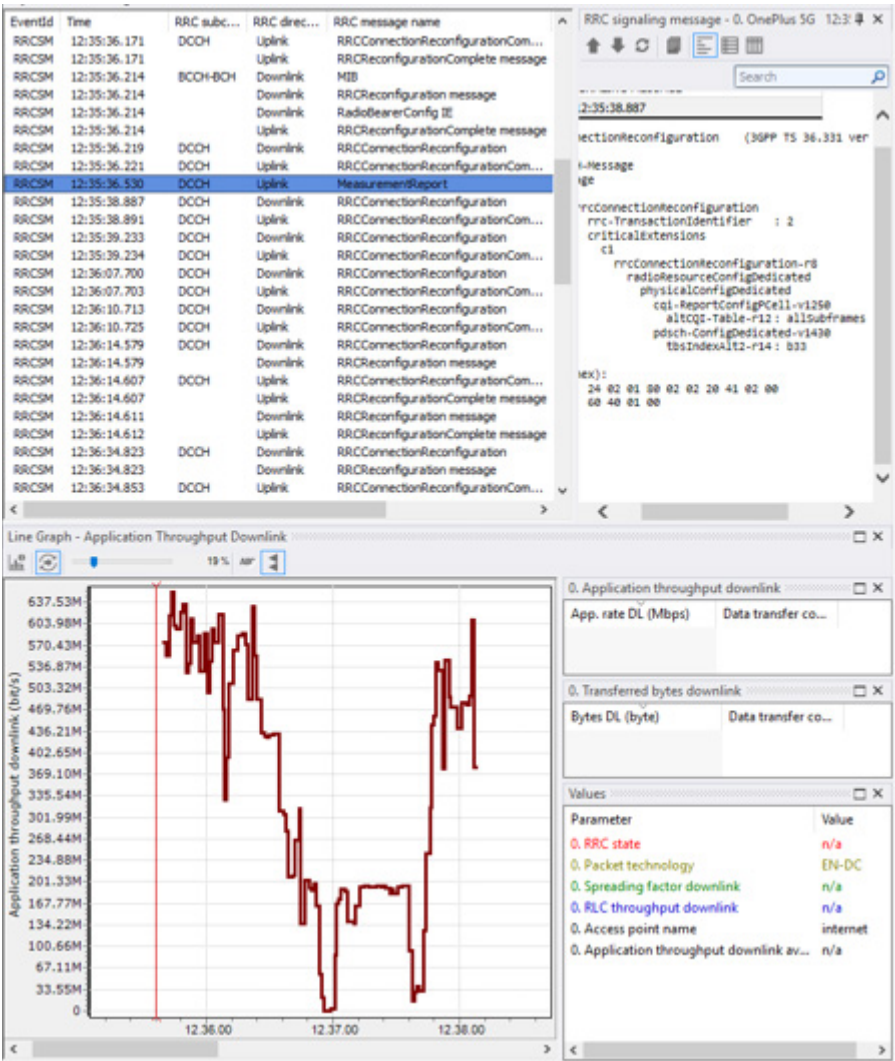 EventId Time RRC subc... RRC direc... RRC message name
RRCSM 12:35:36.171 DCCH Uplink RRCConnectionReconfigurationCom...
RRCSM 12:35:36.171 Uplink RRCReconfigurationComplete message
RRCSM 12:35:36.214 BCCH-BCH Downlink MIB
RRCSM 12:35:36.214 Downlink RRCReconfiguration message
RRCSM 12:35:36.214 Downlink RadioBearerConfig IE
RRCSM 12:35:36.214 Uplink RRCReconfigurationComplete message
RRCSM 12:35:36.219 DCCH Downlink RRCConnectionReconfiguration
RRCSM 12:35:36.221 DCCH Uplink RRCConnectionReconfigurationCom...
RRCSM 12:35:36.530 DCCH Uplink MeasurementReport
RRCSM 12:35:38.887 DCCH Downlink RRCConnectionReconfiguration
RRCSM 12:35:38.891 DCCH Uplink RRCConnectionReconfigurationCom...
RRCSM 12:35:39.233 DCCH Downlink RRCConnectionReconfiguration
RRCSM 12:35:39.234 DCCH Uplink RRCConnectionReconfigurationCom...
RRCSM 12:36:07.700 DCCH Downlink RRCConnectionReconfiguration
RRCSM 12:36:07.703 DCCH Uplink RRCConnectionReconfigurationCom...
RRCSM 12:36:10.713 DCCH Downlink RRCConnectionReconfiguration
RRCSM 12:36:10.725 DCCH Uplink RRCConnectionReconfigurationCom...
RRCSM 12:36:14.579 DCCH Downlink RRCConnectionReconfiguration
RRCSM 12:36:14.579 Downlink RRCReconfiguration message
RRCSM 12:36:14.607 DCCH Uplink RRCConnectionReconfigurationCom...
RRCSM 12:36:14.607 Uplink RRCReconfigurationComplete message
RRCSM 12:36:14.611 Downlink RRCReconfiguration message
RRCSM 12:36:14.612 Uplink RRCReconfigurationComplete message
RRCSM 12:36:34.823 DCCH Downlink RRCConnectionReconfiguration
RRCSM 12:36:34.823 Downlink RRCReconfiguration message
RRCSM 12:36:34.853 DCCH Uplink RRCConnectionReconfigurationCom...
RRC signaling message - 0. OnePlus 5G 12:3
Search
12:35:38.887
nectionReconfiguration (3GPP TS 36.331 ver
-Message
ge
rrcConnectionReconfiguration
rrc-TransactionIdentifier : 2
criticalExtensions
c1
rrcConnectionReconfiguration-r8
radioResourceConfigDedicated
physicalConfigDedicated
cqi-ReportConfigPCell-v1250
altCQI-Table-r12 : allSubframes
pdsch-ConfigDedicated-v1430
tbsIndexAlt2-r14 : b33
ex):
24 02 01 80 02 02 20 41 02 00
60 40 01 00
Line Graph - Application Throughput Downlink
19 %
Application throughput downlink (bit/s)
637.53M
603.98M
570.43M
536.87M
503.32M
469.76M
436.21M
402.65M
369.10M
335.54M
301.99M
268.44M
234.88M
201.33M
167.77M
134.22M
100.66M
67.11M
33.55M
0
12.36.00 12.37.00 12.38.00
0. Application throughput downlink
App. rate DL (Mbps) Data transfer co...
0. Transferred bytes downlink
Bytes DL (byte) Data transfer co...
Values
Parameter Value
0. RRC state n/a
0. Packet technology EN-DC
0. Spreading factor downlink n/a
0. RLC throughput downlink n/a
0. Access point name internet
0. Application throughput downlink av... n/a